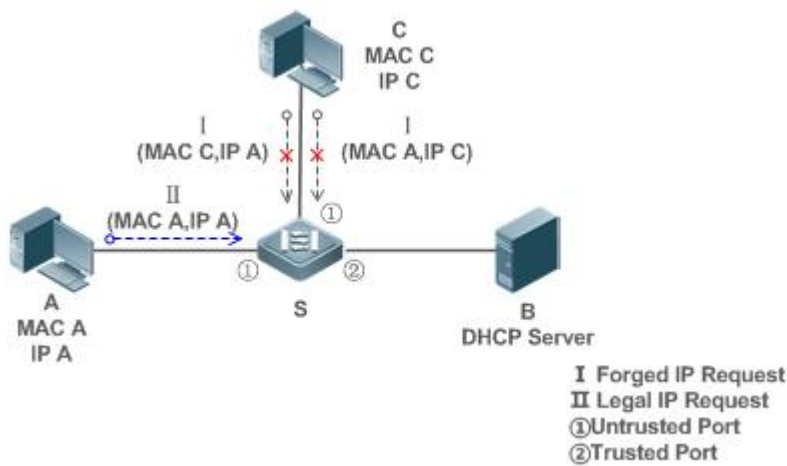 C
MAC C
IP C
I
(MAC C,IP A)
I
(MAC A,IP C)
II
(MAC A,IP A)
①
①
②
A
MAC A
IP A
S
B
DHCP Server
I Forged IP Request
II Legal IP Request
①Untrusted Port
②Trusted Port